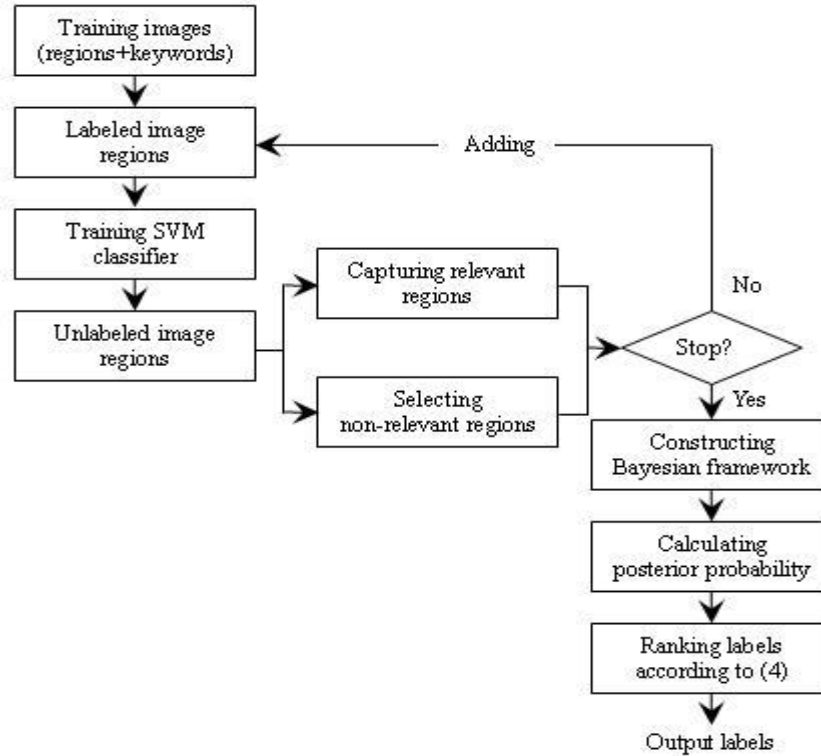 Training images
(regions+keywords)
Labeled image
regions
Adding
Training SVM
classifier
Unlabeled image
regions
Capturing relevant
regions
Selecting
non-relevant regions
No
Stop?
Yes
Constructing
Bayesian framework
Calculating
posterior probability
Ranking labels
according to (4)
Output labels